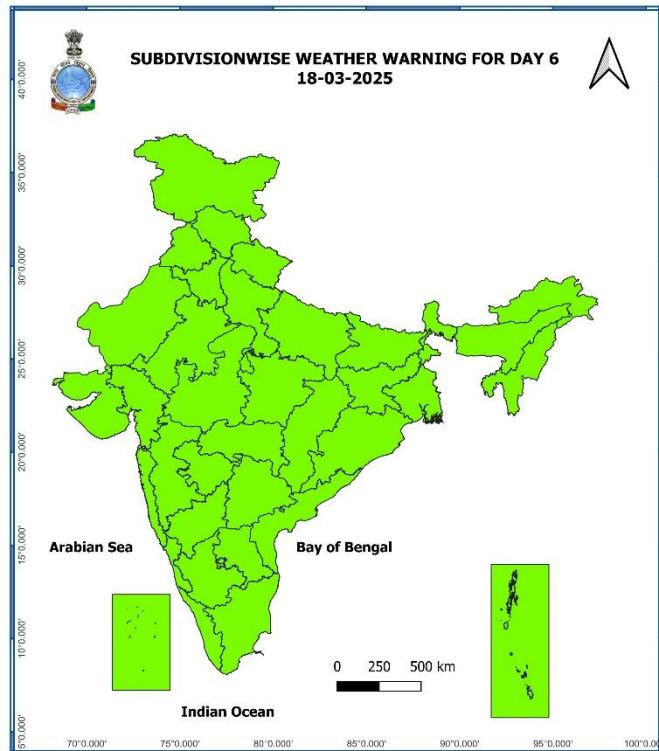 SUBDIVISIONWISE WEATHER WARNING FOR DAY 6
18-03-2025
40°0.000'
35°0.000'
30°0.000'
25°0.000'
20°0.000'
15°0.000'
10°0.000'
5°0.000'
Arabian Sea
Bay of Bengal
0 250 500 km
Indian Ocean
70°0.000' 75°0.000' 80°0.000' 85°0.000' 90°0.000' 95°0.000' 100°0.00